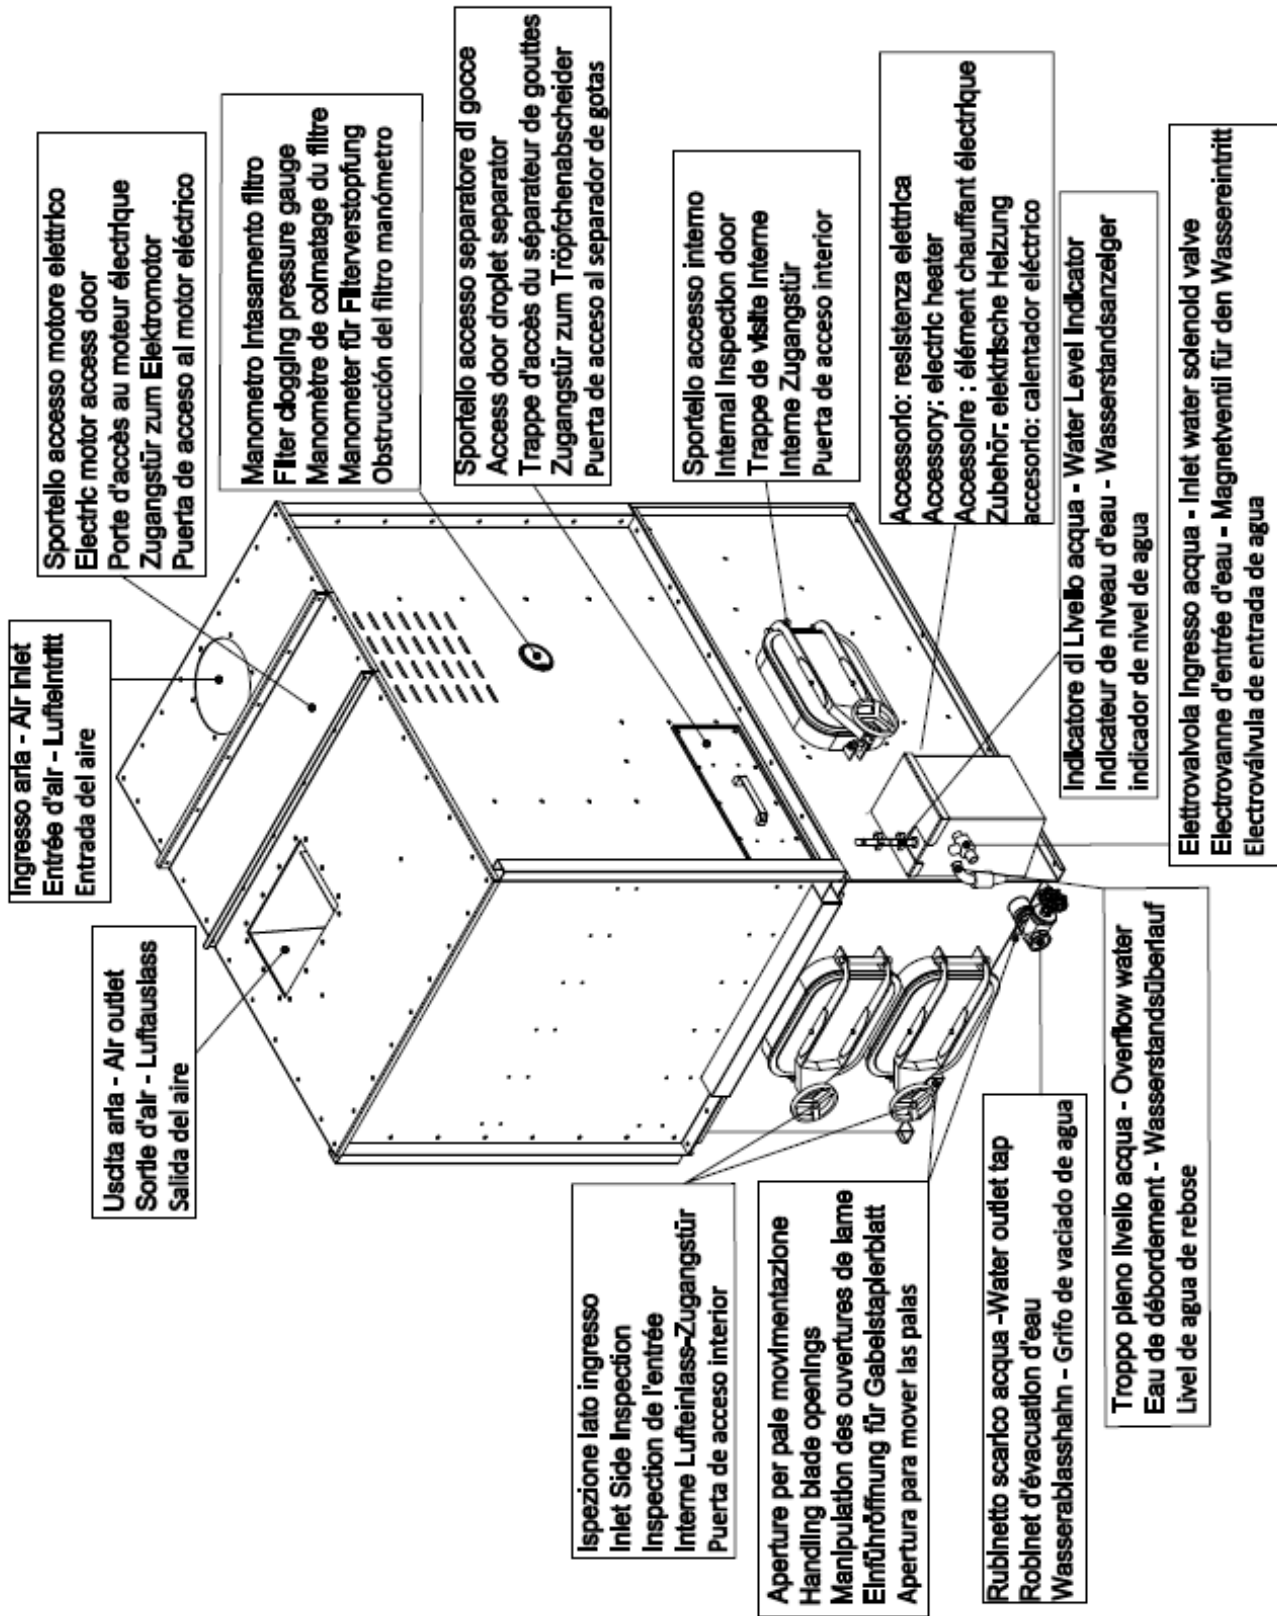 Ingresso aria - Air inlet
Entrée d'air - Lufteintritt
Entrada del aire
Sportello accesso motore elettrico
Electric motor access door
Porte d'accès au moteur électrique
Zugangstür zum Elektromotor
Puerta de acceso al motor eléctrico
Manometro intasamento filtro
Filter clogging pressure gauge
Manomètre de colmatage du filtre
Manometer für Filterverstopfung
Obstrucción del filtro manómetro
Sportello accesso separatore di gocce
Access door droplet separator
Trappe d'accès du séparateur de gouttes
Zugangstür zum Tröpfchenabscheider
Puerta de acceso al separador de gotas
Sportello accesso interno
Internal Inspection door
Trappe de visite interne
Interne Zugangstür
Puerta de acceso interior
Accessorio: resistenza elettrica
Accessory: electric heater
Accessoire : élément chauffant électrique
Zubehör: elektrische Heizung
accesorio: calentador eléctrico
Indicatore di Livello acqua - Water Level Indicator
Indicateur de niveau d'eau - Wasserstandsanzeiger
indicador de nivel de agua
Elettrovalvola Ingresso acqua - Inlet water solenoid valve
Electrovanne d'entrée d'eau - Magnetventil für den Wassereintritt
Electroválvula de entrada de agua
Uscita aria - Air outlet
Sortie d'air - Luftauslass
Salida del aire
Ispezione lato ingresso
Inlet Side Inspection
Inspection de l'entrée
Interne Lufteinlass-Zugangstür
Puerta de acceso interior
Aperture per pale movimentazione
Handling blade openings
Manipulation des ouvertures de lame
Einführöffnung für Gabelstaplerblatt
Apertura para mover las palas
Rubinetto scarico acqua -Water outlet tap
Robinet d'évacuation d'eau
Wasserablasshahn - Grifo de vaciado de agua
Troppo pleno livello acqua - Overflow water
Eau de débordement - Wasserstandsüberlauf
Livel de agua de rebose